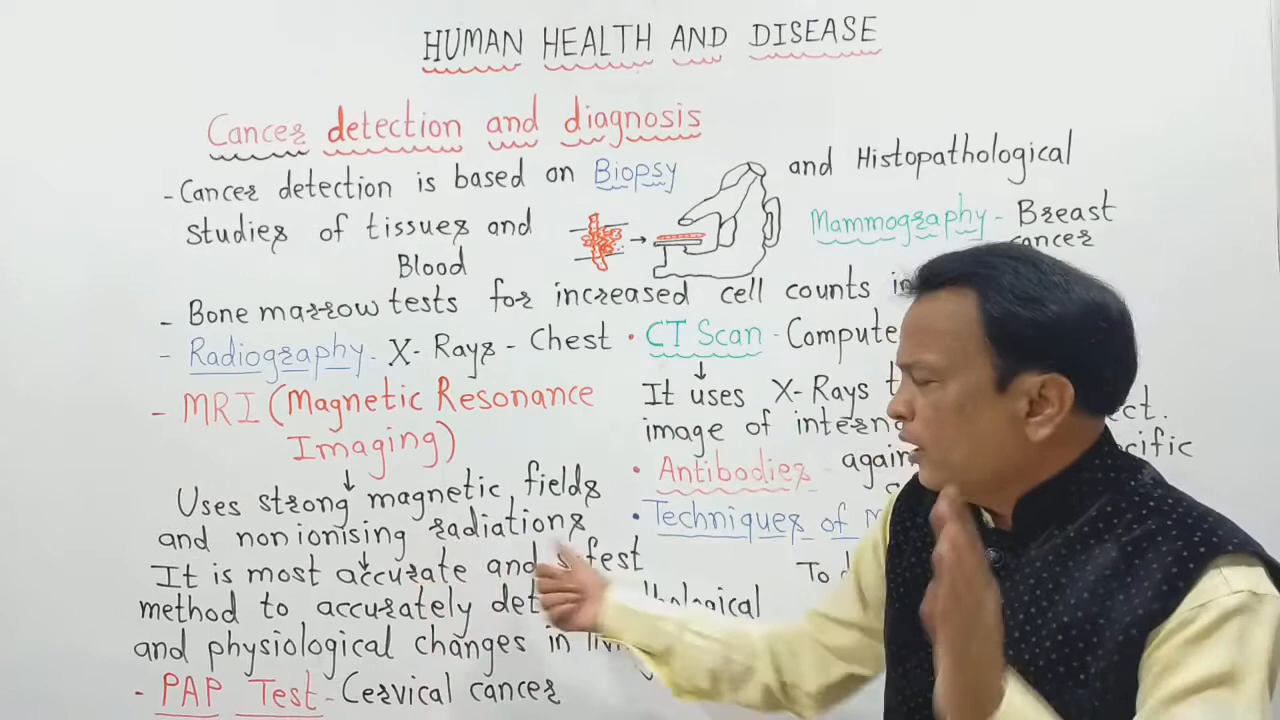 HUMAN HEALTH AND DISEASE
Cancer detection and diagnosis
- Cancer detection is based on Biopsy and Histopathological
studies of tissues and
Mammography - Breast
cancer
Blood
- Bone marrow tests for increased cell counts in
- Radiography - X-Rays - Chest
• CT Scan - Compute
It uses X-Rays
image of intern
- MRI (Magnetic Resonance
Imaging)
• Antibodies - again
• Techniques of
To
Uses strong magnetic fields
and nonionising radiations
It is most accurate and safest
method to accurately
and physiological changes in
- PAP Test - Cervical cancer